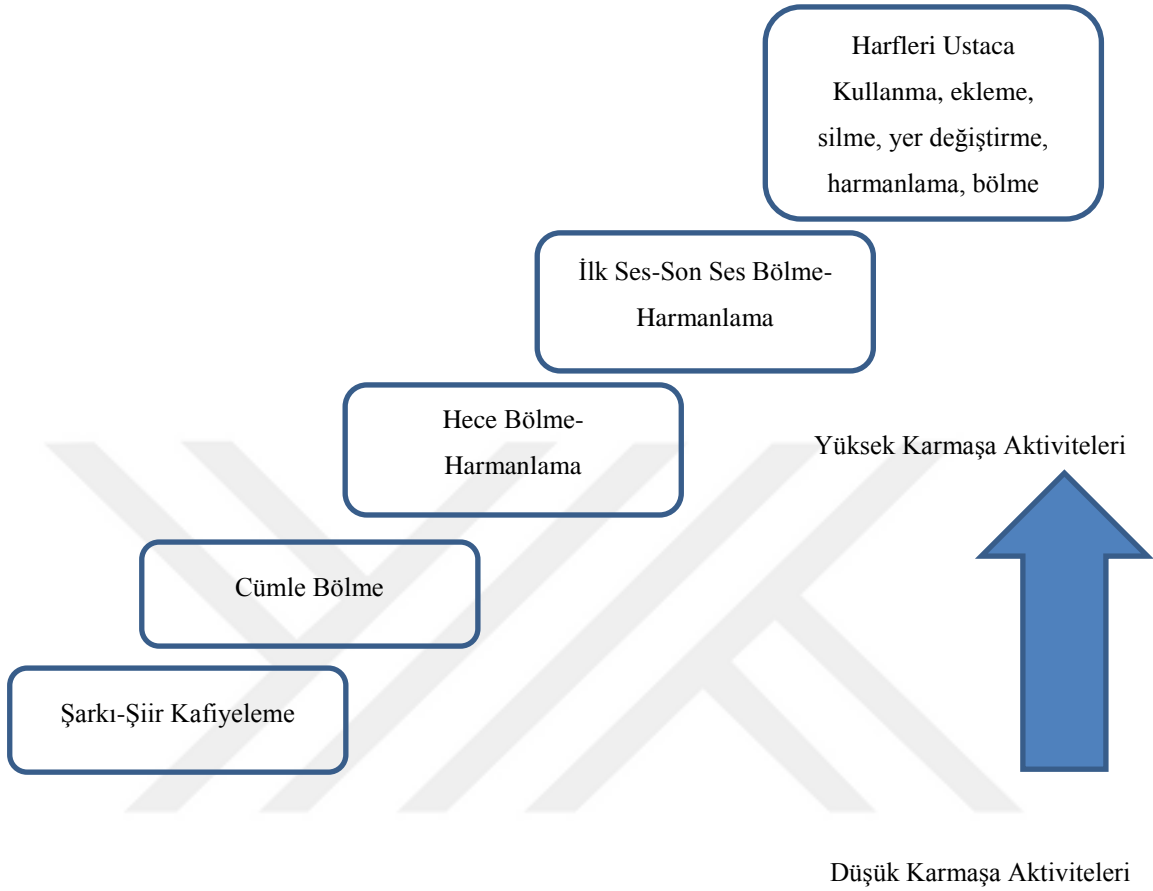 Harfleri Ustaca
Kullanma, ekleme,
silme, yer değiştirme,
harmanlama, bölme
İlk Ses-Son Ses Bölme-
Harmanlama
Hece Bölme-
Harmanlama
Yüksek Karmaşa Aktiviteleri
Cümle Bölme
Şarkı-Şiir Kafiyeleme
Düşük Karmaşa Aktiviteleri